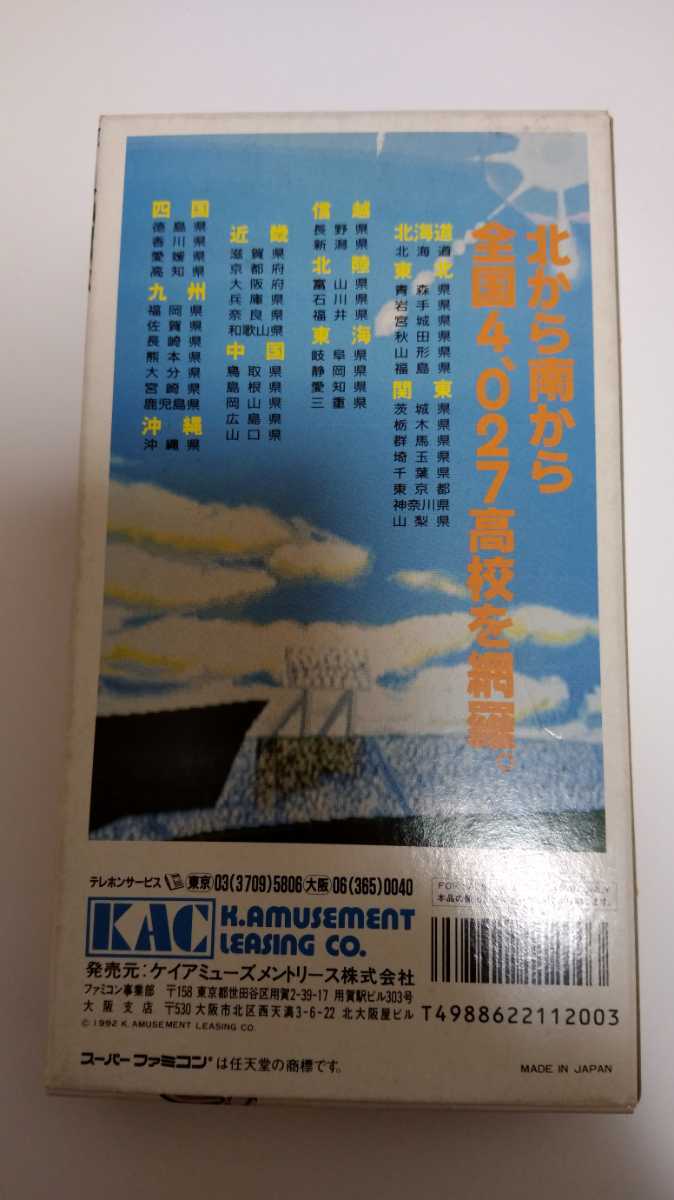 北から南から
全国4,027高校を網羅。
北海道
北海道
東北
青森県
岩手県
宮城県
秋田県
山形県
福島県
関東
茨城県
栃木県
群馬県
埼玉県
千葉県
東京都
神奈川県
山梨県
信越
長野県
新潟県
北陸
富山県
石川県
福井県
東海
岐阜県
静岡県
愛知県
三重県
近畿
滋賀県
京都府
大阪府
兵庫県
奈良県
和歌山県
中国
鳥取県
島根県
岡山県
広島県
山口県
四国
徳島県
香川県
愛媛県
高知県
九州
福岡県
佐賀県
長崎県
熊本県
大分県
宮崎県
鹿児島県
沖縄
沖縄県
テレホンサービス 東京 03(3709)5806 大阪 06(365)0040
KAC K.AMUSEMENT
LEASING CO.
発売元:ケイアミューズメントリース株式会社
ファミコン事業部 〒158 東京都世田谷区用賀2-39-17 用賀駅ビル303号
大阪支店 〒530 大阪市北区西天満3-6-22 北大阪屋ビル
©1992 K.AMUSEMENT LEASING CO.
T4988622112003
スーパーファミコン®は任天堂の商標です。
MADE IN JAPAN